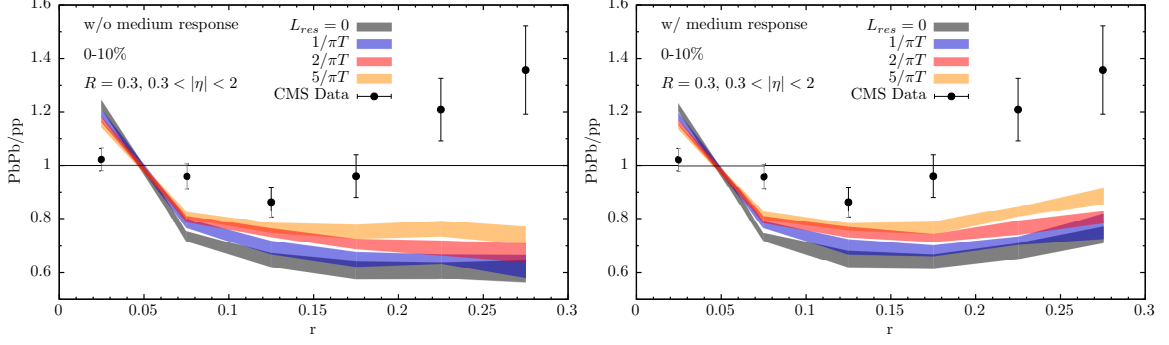 1.6
1.4
1.2
1
0.8
0.6
PbPb/pp
0
0.05
0.1
0.15
0.2
0.25
0.3
r
w/o medium response
0-10%
R = 0.3, 0.3 < |η| < 2
L_res = 0
1/πT
2/πT
5/πT
CMS Data
1.6
1.4
1.2
1
0.8
0.6
PbPb/pp
0
0.05
0.1
0.15
0.2
0.25
0.3
r
w/ medium response
0-10%
R = 0.3, 0.3 < |η| < 2
L_res = 0
1/πT
2/πT
5/πT
CMS Data